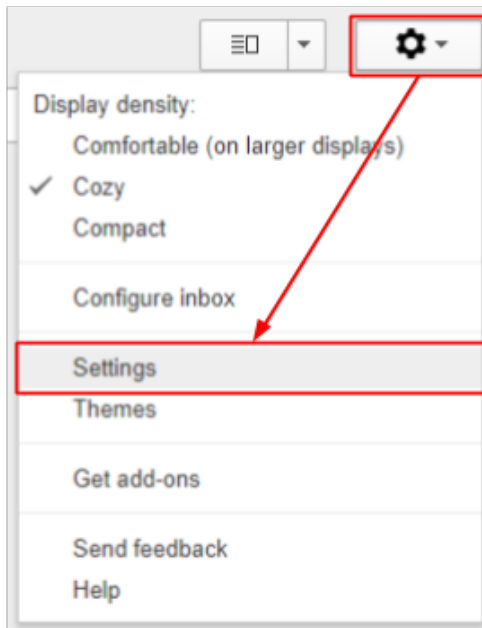 Display density:
Comfortable (on larger displays)
Cozy
Compact
Configure inbox
Settings
Themes
Get add-ons
Send feedback
Help